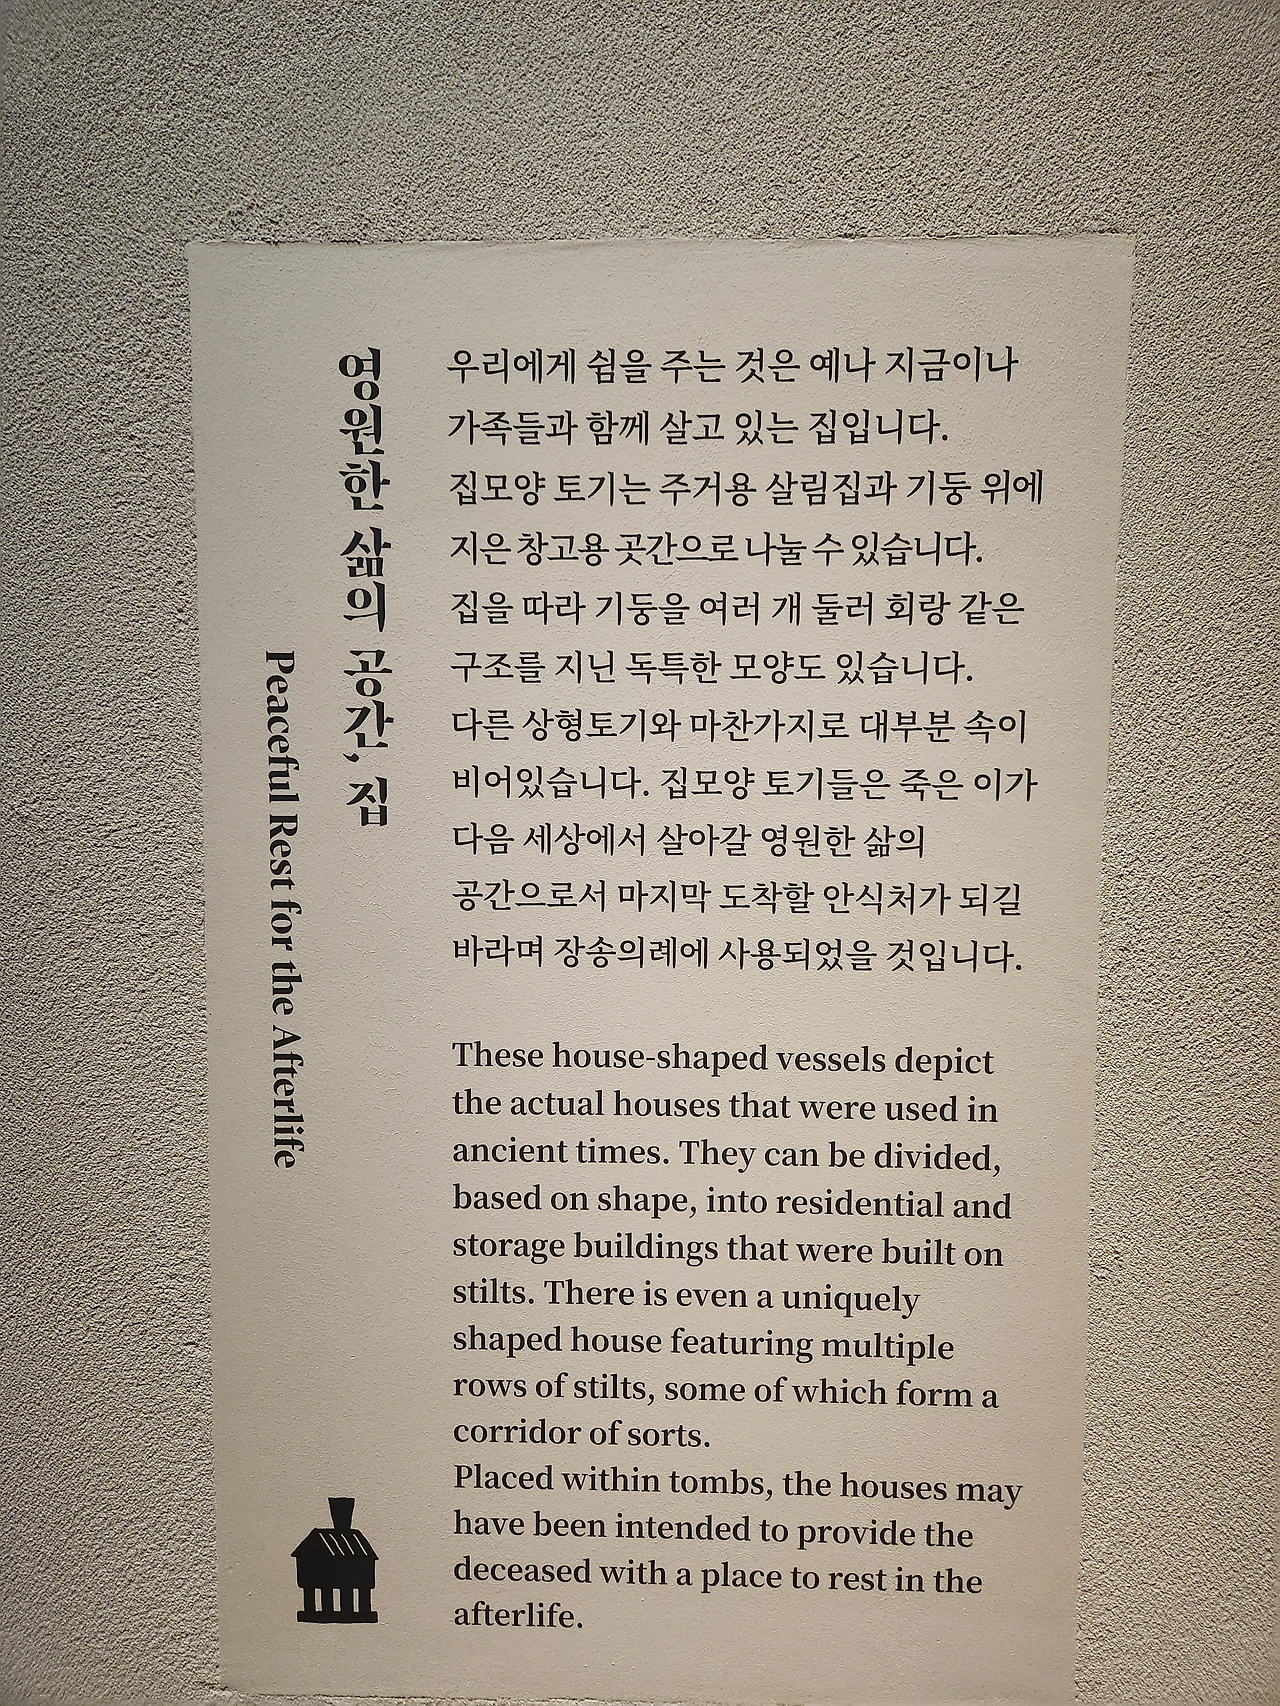 영원한 삶의 공간, 집
Peaceful Rest for the Afterlife
우리에게 쉼을 주는 것은 예나 지금이나
가족들과 함께 살고 있는 집입니다.
집모양 토기는 주거용 살림집과 기둥 위에
지은 창고용 곳간으로 나눌 수 있습니다.
집을 따라 기둥을 여러 개 둘러 회랑 같은
구조를 지닌 독특한 모양도 있습니다.
다른 상형토기와 마찬가지로 대부분 속이
비어있습니다. 집모양 토기들은 죽은 이가
다음 세상에서 살아갈 영원한 삶의
공간으로서 마지막 도착할 안식처가 되길
바라며 장송의례에 사용되었을 것입니다.
These house-shaped vessels depict
the actual houses that were used in
ancient times. They can be divided,
based on shape, into residential and
storage buildings that were built on
stilts. There is even a uniquely
shaped house featuring multiple
rows of stilts, some of which form a
corridor of sorts.
Placed within tombs, the houses may
have been intended to provide the
deceased with a place to rest in the
afterlife.